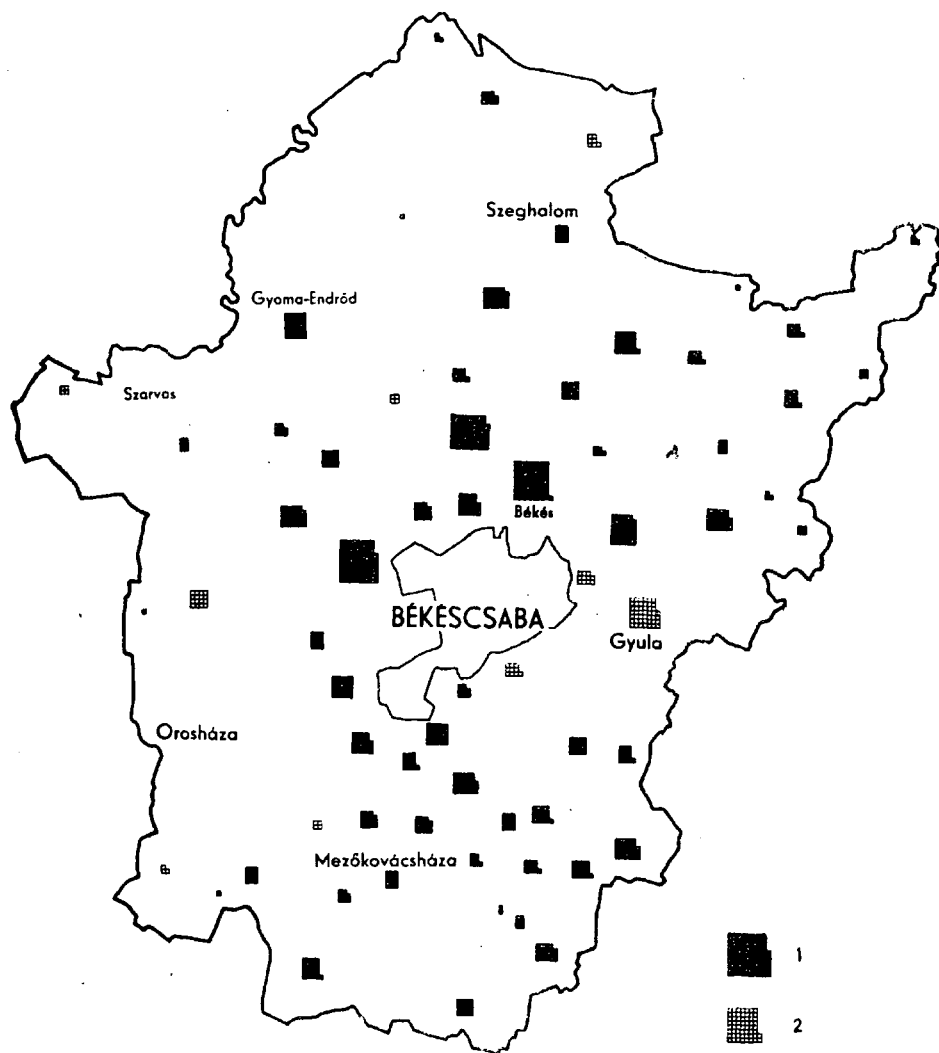 Szeghalom
Gyoma-Endrőd
Szarvas
Békés
BÉKÉSCSABA
Gyula
Orosháza
Mezőkovácsháza
1
2